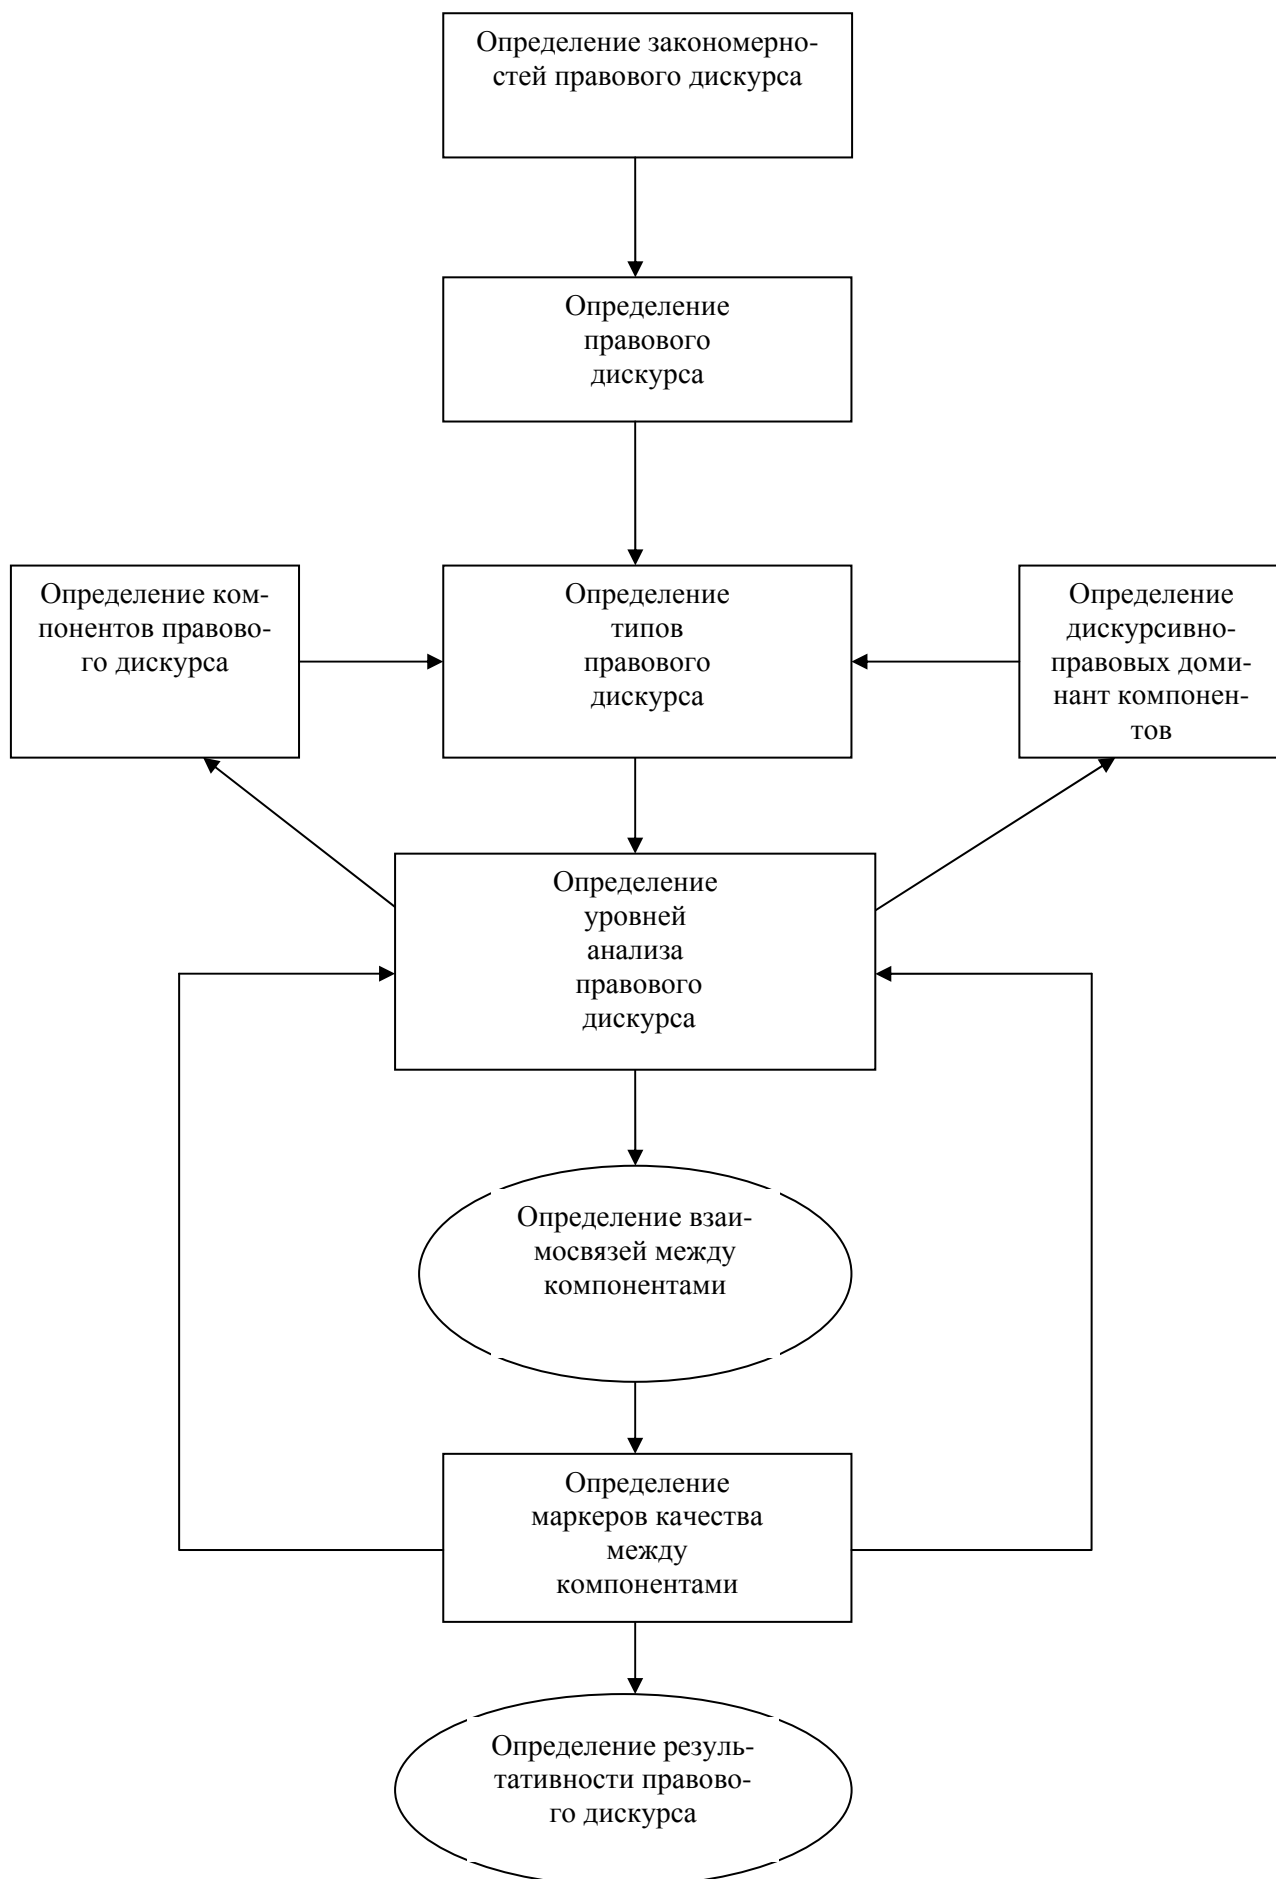 Определение закономерно-
стей правового дискурса
Определение
правового
дискурса
Определение ком-
понентов правово-
го дискурса
Определение
типов
правового
дискурса
Определение
дискурсивно-
правовых доми-
нант компонен-
тов
Определение
уровней
анализа
правового
дискурса
Определение взаи-
мосвязей между
компонентами
Определение
маркеров качества
между
компонентами
Определение резуль-
тативности правово-
го дискурса